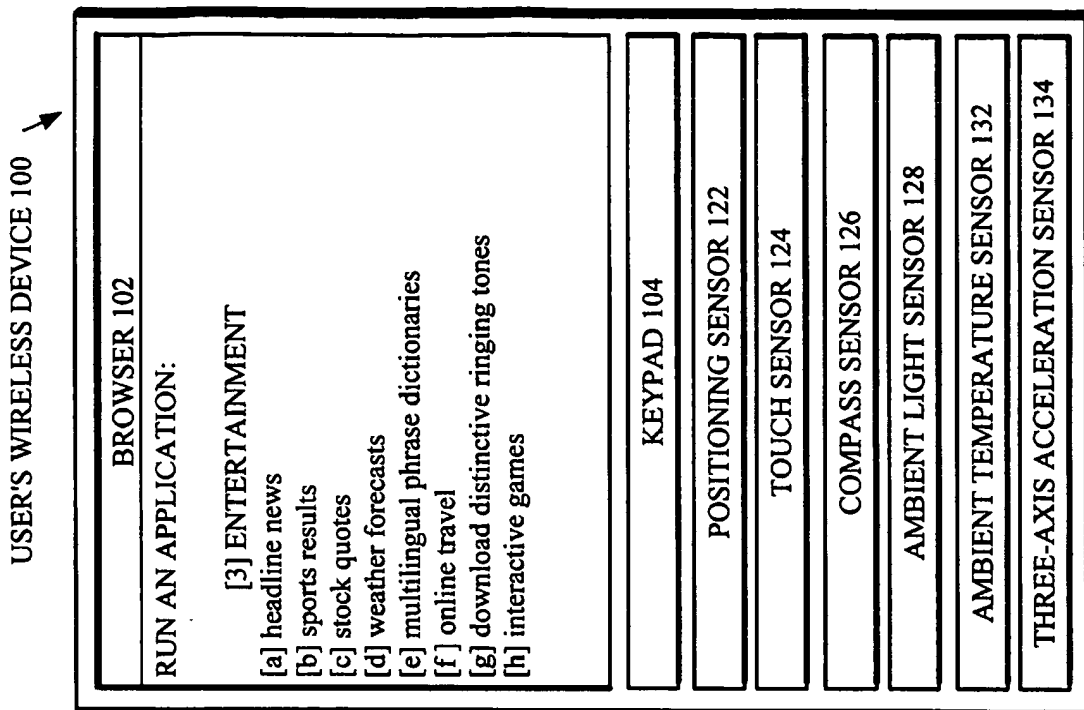 USER'S WIRELESS DEVICE 100
BROWSER 102
RUN AN APPLICATION:
[3] ENTERTAINMENT
[a] headline news
[b] sports results
[c] stock quotes
[d] weather forecasts
[e] multilingual phrase dictionaries
[f] online travel
[g] download distinctive ringing tones
[h] interactive games
KEYPAD 104
POSITIONING SENSOR 122
TOUCH SENSOR 124
COMPASS SENSOR 126
AMBIENT LIGHT SENSOR 128
AMBIENT TEMPERATURE SENSOR 132
THREE-AXIS ACCELERATION SENSOR 134